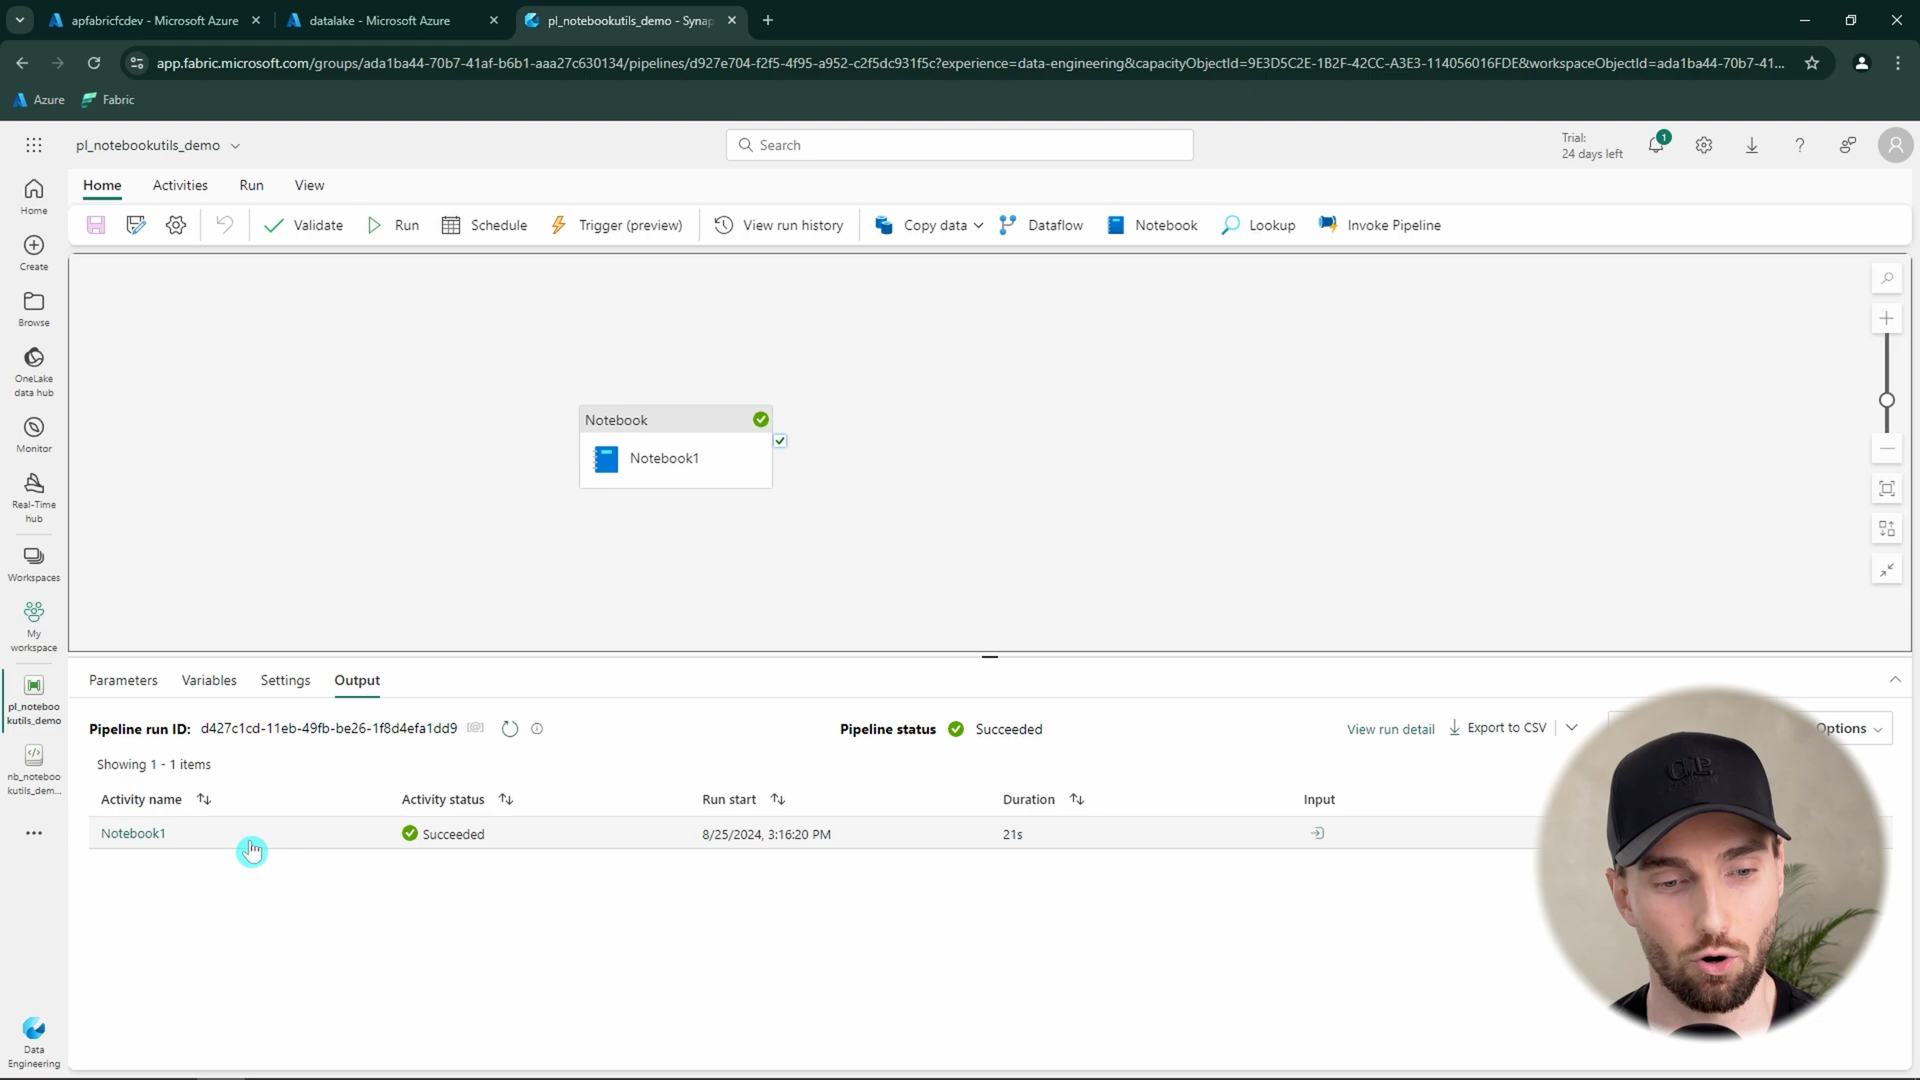 apfabricfcdev - Microsoft Azure
datalake - Microsoft Azure
pl_notebookutils_demo - Synap
app.fabric.microsoft.com/groups/ada1ba44-70b7-41af-b6b1-aaa27c630134/pipelines/d927e704-f2f5-4f95-a952-c2f5dc931f5c?experience=data-engineering&capacityObjectId=9E3D5C2E-1B2F-42CC-A3E3-114056016FDE&workspaceObjectId=ada1ba44-70b7-41...
Azure
Fabric
pl_notebookutils_demo
Search
Trial:
24 days left
1
Home
Activities
Run
View
Validate
Run
Schedule
Trigger (preview)
View run history
Copy data
Dataflow
Notebook
Lookup
Invoke Pipeline
Home
Create
Browse
OneLake
data hub
Monitor
Real-Time
hub
Workspaces
My
workspace
pl_noteboo
kutils_demo
nb_noteboo
kutils_dem...
Data
Engineering
Notebook
Notebook1
Parameters
Variables
Settings
Output
Pipeline run ID: d427c1cd-11eb-49fb-be26-1f8d4efa1dd9
Pipeline status
Succeeded
View run detail
Export to CSV
Options
Showing 1 - 1 items
Activity name
Activity status
Run start
Duration
Input
Notebook1
Succeeded
8/25/2024, 3:16:20 PM
21s